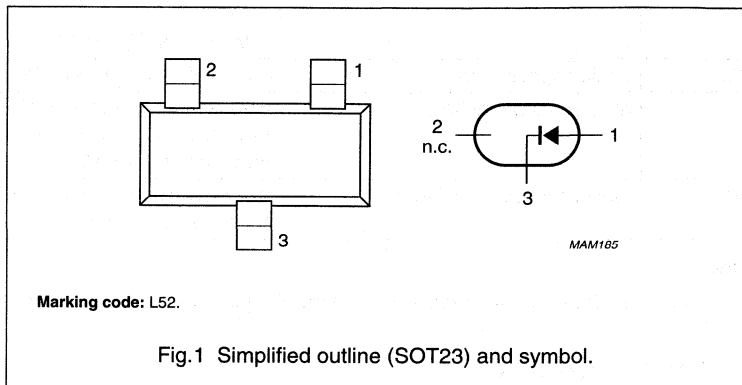 2
1
3
2
n.c.
1
3
MAM185
Marking code: L52.
Fig.1 Simplified outline (SOT23) and symbol.